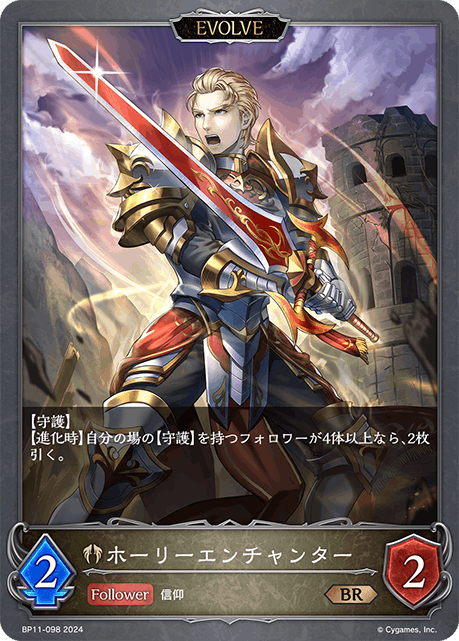 EVOLVE
【守護】
【進化時】自分の場の【守護】を持つフォロワーが4体以上なら、2枚
引く。
ホーリーエンチャンター
2
2
Follower 信仰
BR
BP11-098 2024
© Cygames, Inc.